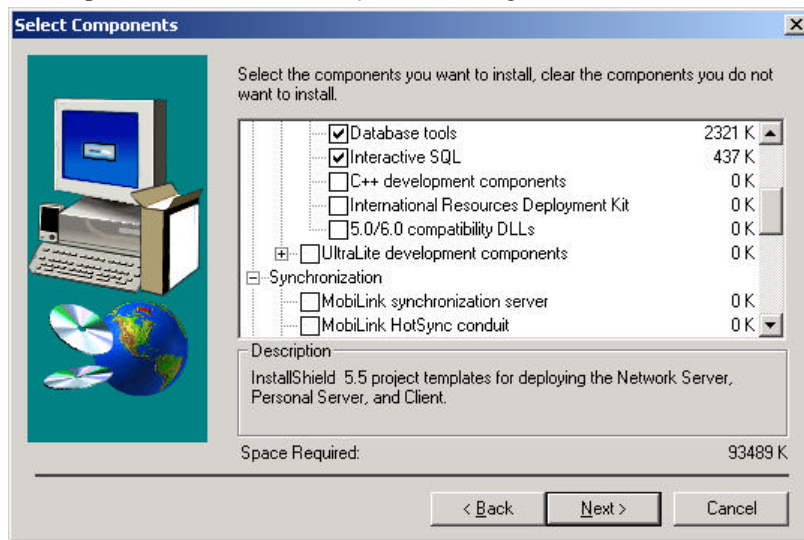 Select Components
Select the components you want to install, clear the components you do not
want to install.
Database tools 2321 K
Interactive SQL 437 K
C++ development components 0 K
International Resources Deployment Kit 0 K
5.0/6.0 compatibility DLLs 0 K
UltraLite development components 0 K
Synchronization
MobiLink synchronization server 0 K
MobiLink HotSync conduit 0 K
Description
InstallShield 5.5 project templates for deploying the Network Server,
Personal Server, and Client.
Space Required: 93489 K
< Back Next > Cancel